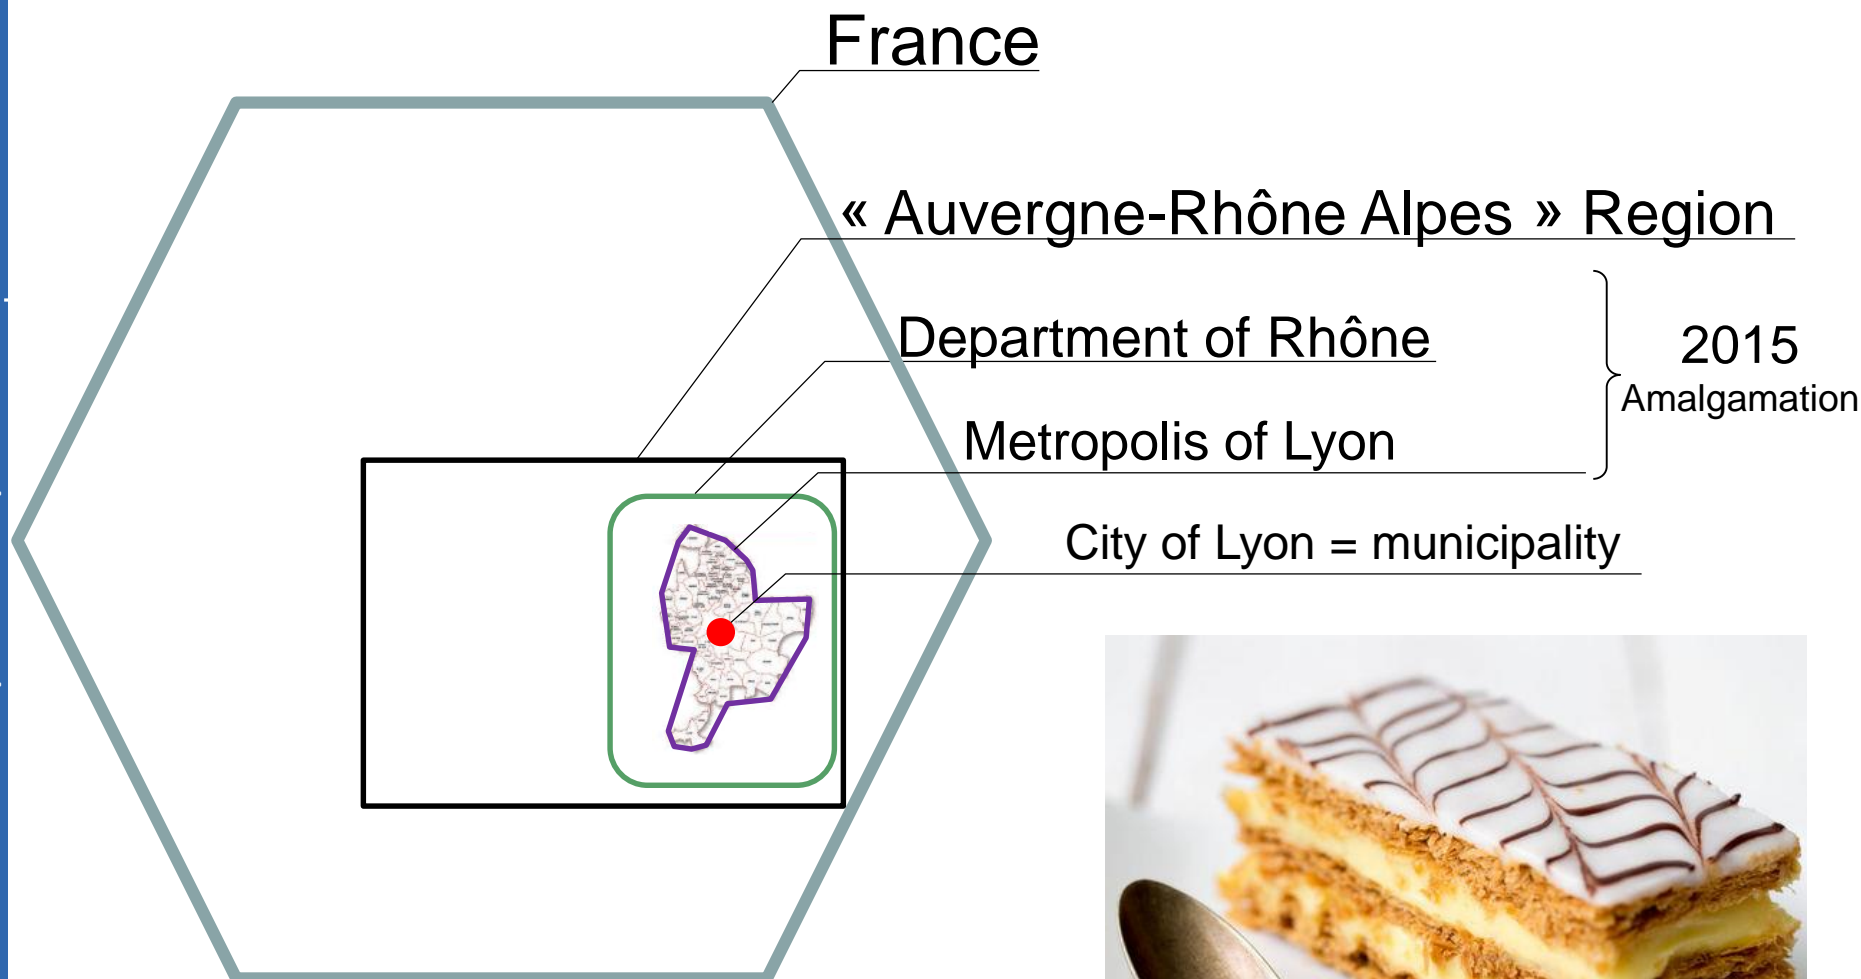 France
« Auvergne-Rhône Alpes » Region
Department of Rhône
2015
Amalgamation
Metropolis of Lyon
City of Lyon = municipality